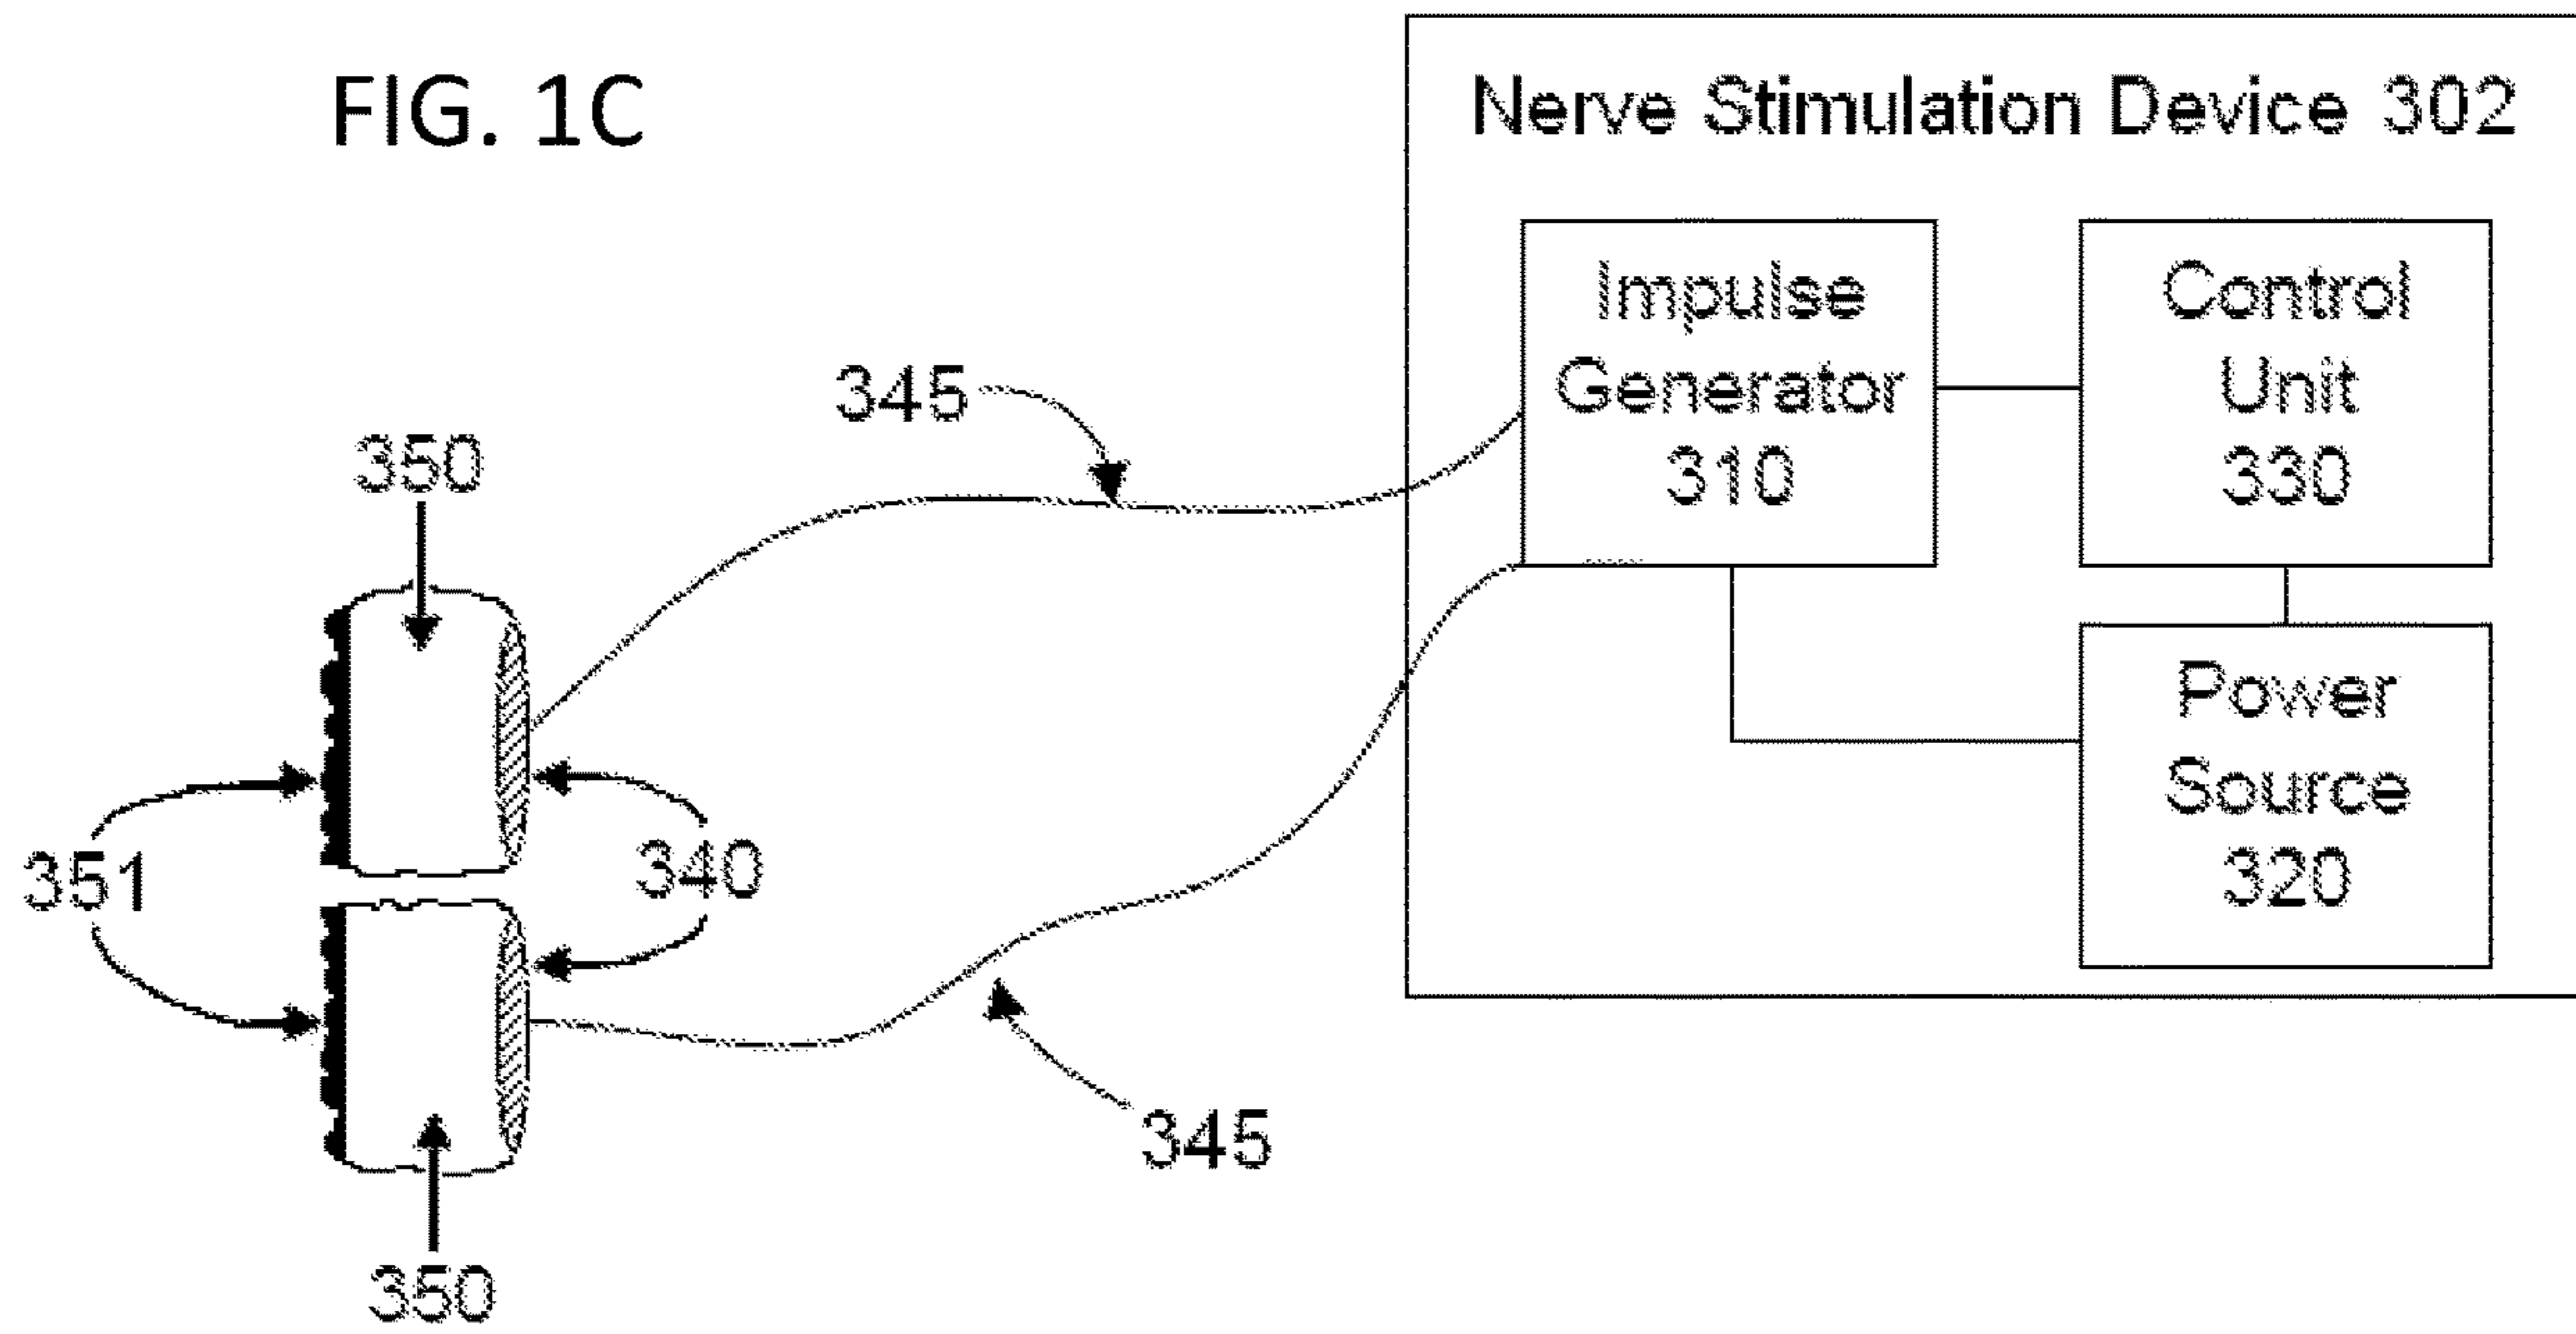 FIG. 1C
Nerve Stimulation Device 302
Impulse
Generator
310
Control
Unit
330
Power
Source
320
345
350
351
340
345
350